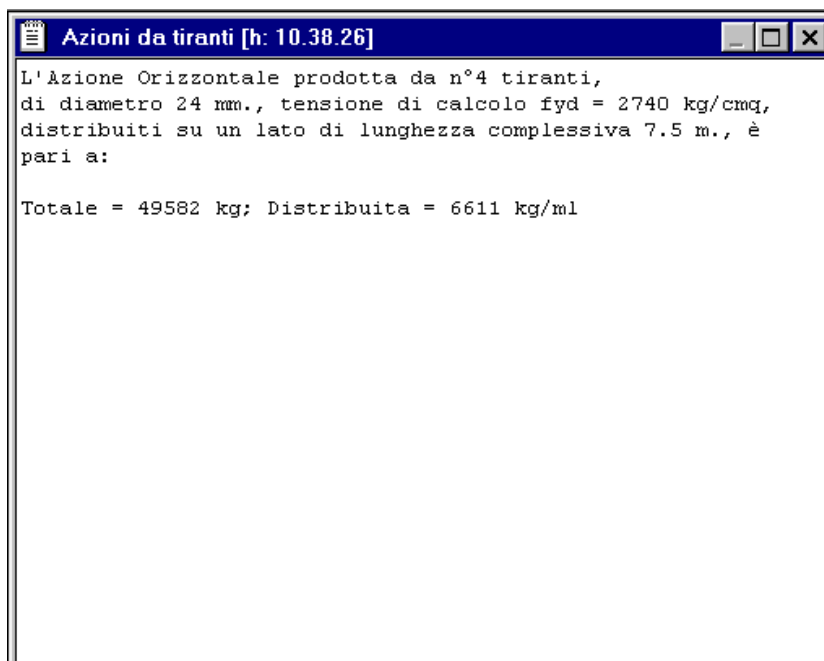 Azioni da tiranti [h: 10.38.26]
L'Azione Orizzontale prodotta da n°4 tiranti,
di diametro 24 mm., tensione di calcolo fyd = 2740 kg/cmq,
distribuiti su un lato di lunghezza complessiva 7.5 m., è
pari a:
Totale = 49582 kg; Distribuita = 6611 kg/ml